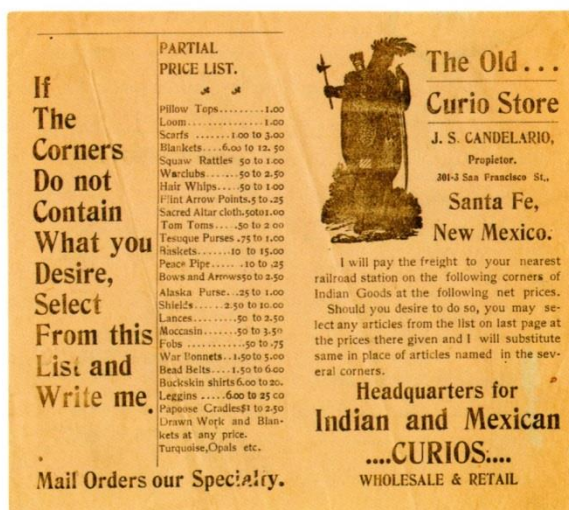 If
The
Corners
Do not
Contain
What you
Desire,
Select
From this
List and
Write me.
PARTIAL
PRICE LIST.
Pillow Tops........1.00
Loom...............1.00
Scarfs .......1 00 to 3.00
Blankets....6.00 to 12. 50
Squaw Rattles 50 to 1.00
Warclubs.....50 to 2.50
Hair Whips....50 to 1 00
Flint Arrow Points.5 to .25
Sacred Altar cloth.50to1.00
Tom Toms ....50 to 2 00
Tesuque Purses .75 to 1.00
Baskets......10 to 15.00
Peace Pipe..... .10 to .25
Bows and Arrows50 to 2.50
Alaska Purse...25 to 1.00
Shields.....2.50 to 10.00
Lances.........50 to 2.50
Moccasin.......50 to 3.50
Fobs ..........50 to .75
War Bonnets..1.50 to 5.00
Bead Belts....1.50 to 6.00
Buckskin shirts 6.00 to 20.
Leggins .....6.00 to 25 00
Papoose Cradles$1 to 2.50
Drawn Work and Blan-
kets at any price.
Turquoise,Opals etc.
Mail Orders our Specialty.
The Old...
Curio Store
J. S. CANDELARIO,
Propietor.
301-3 San Francisco St.,
Santa Fe,
New Mexico.
I will pay the freight to your nearest
railroad station on the following corners of
Indian Goods at the following net prices.
Should you desire to do so, you may se-
lect any articles from the list on last page at
the prices there given and I will substitute
same in place of articles named in the sev-
eral corners.
Headquarters for
Indian and Mexican
....CURIOS....
WHOLESALE & RETAIL